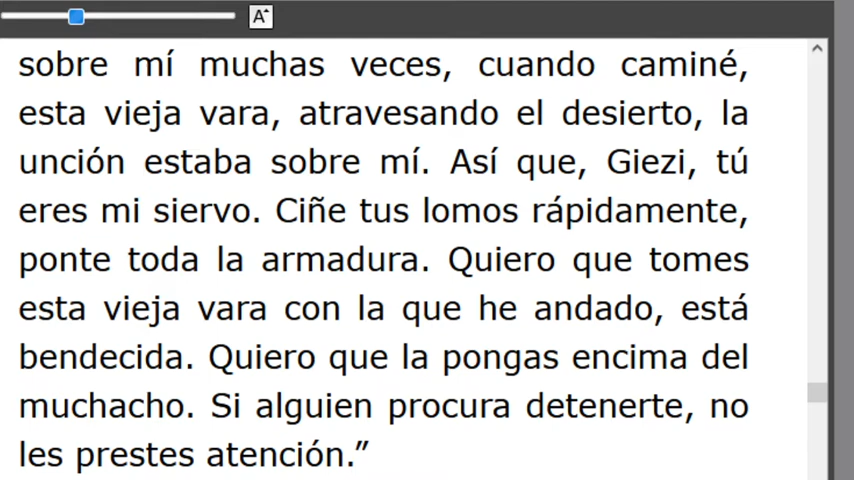 A
sobre mí muchas veces, cuando caminé,
esta vieja vara, atravesando el desierto, la
unción estaba sobre mí. Así que, Giezi, tú
eres mi siervo. Ciñe tus lomos rápidamente,
ponte toda la armadura. Quiero que tomes
esta vieja vara con la que he andado, está
bendecida. Quiero que la pongas encima del
muchacho. Si alguien procura detenerte, no
les prestes atención.”